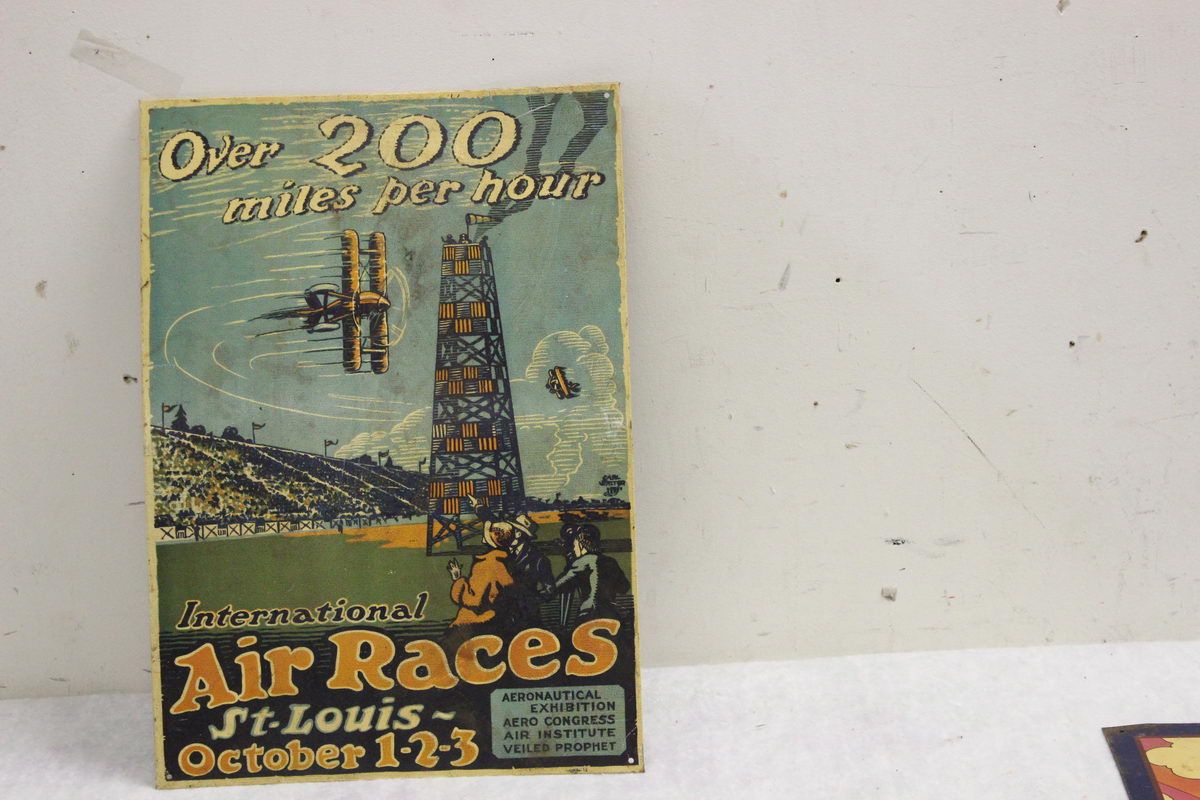 Over 200
miles per hour
International
Air Races
St-Louis~
October 1-2-3
AERONAUTICAL
EXHIBITION
AERO CONGRESS
AIR INSTITUTE
VEILED PROPHET